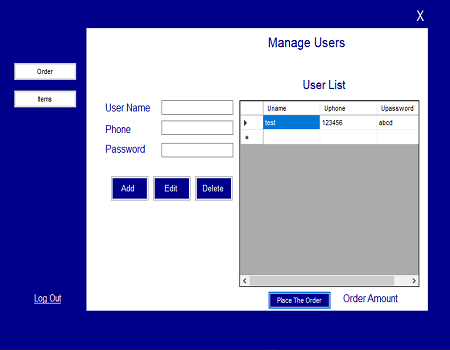 X
Manage Users
Order
Items
User List
User Name
Phone
Password
Uname Uphone Upassword
test 123456 abcd
Add Edit Delete
Log Out
Place The Order
Order Amount